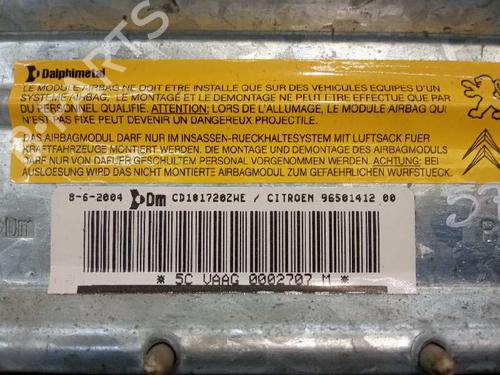 Dalphimetal
LE MODULE AIRBAG NE DOIT ETRE INSTALLE QUE SUR DES VEHICULES EQUIPES D'UN
SYSTEME AIRBAG, LE MONTAGE ET LE DEMONTAGE NE PEUT ETRE EFFECTUE QUE PAR
DU PERSONNEL QUALIFIE. ATTENTION: LORS DE L'ALLUMAGE, LE MODULE AIRBAG QUI
N'EST PAS FIXE PEUT DEVENIR UN DANGEREUX PROJECTILE.
DAS AIRBAGMODUL DARF NUR IM INSASSEN-RUECKHALTESYSTEM MIT LUFTSACK FUER
KRAFTFAHRZEUGE MONTIERT WERDEN. DIE MONTAGE UND DEMONTAGE DES AIRBAGMODULS
DARF NUR VON DAFUER GESCHULTEM PERSONAL VORGENOMMEN WERDEN. ACHTUNG: BEI
AUSLOESUNG WIRD DAS NICHT MONTIERTE AIRBAGMODUL ZUM GEFAEHRLICHEN WURFSTUECK.
8-6-2004 Dm CD101720ZWE / CITROEN 96501412 00
* 5C VAAG 0002707 M *